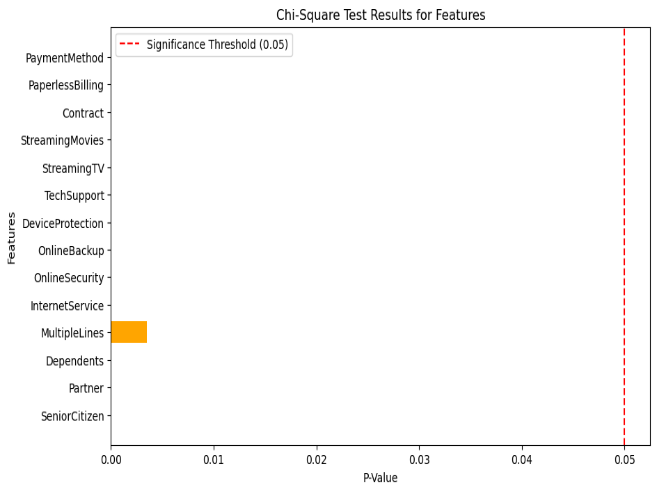 Chi-Square Test Results for Features
Significance Threshold (0.05)
PaymentMethod
PaperlessBilling
Contract
StreamingMovies
StreamingTV
TechSupport
DeviceProtection
OnlineBackup
OnlineSecurity
InternetService
MultipleLines
Dependents
Partner
SeniorCitizen
Features
0.00 0.01 0.02 0.03 0.04 0.05
P-Value